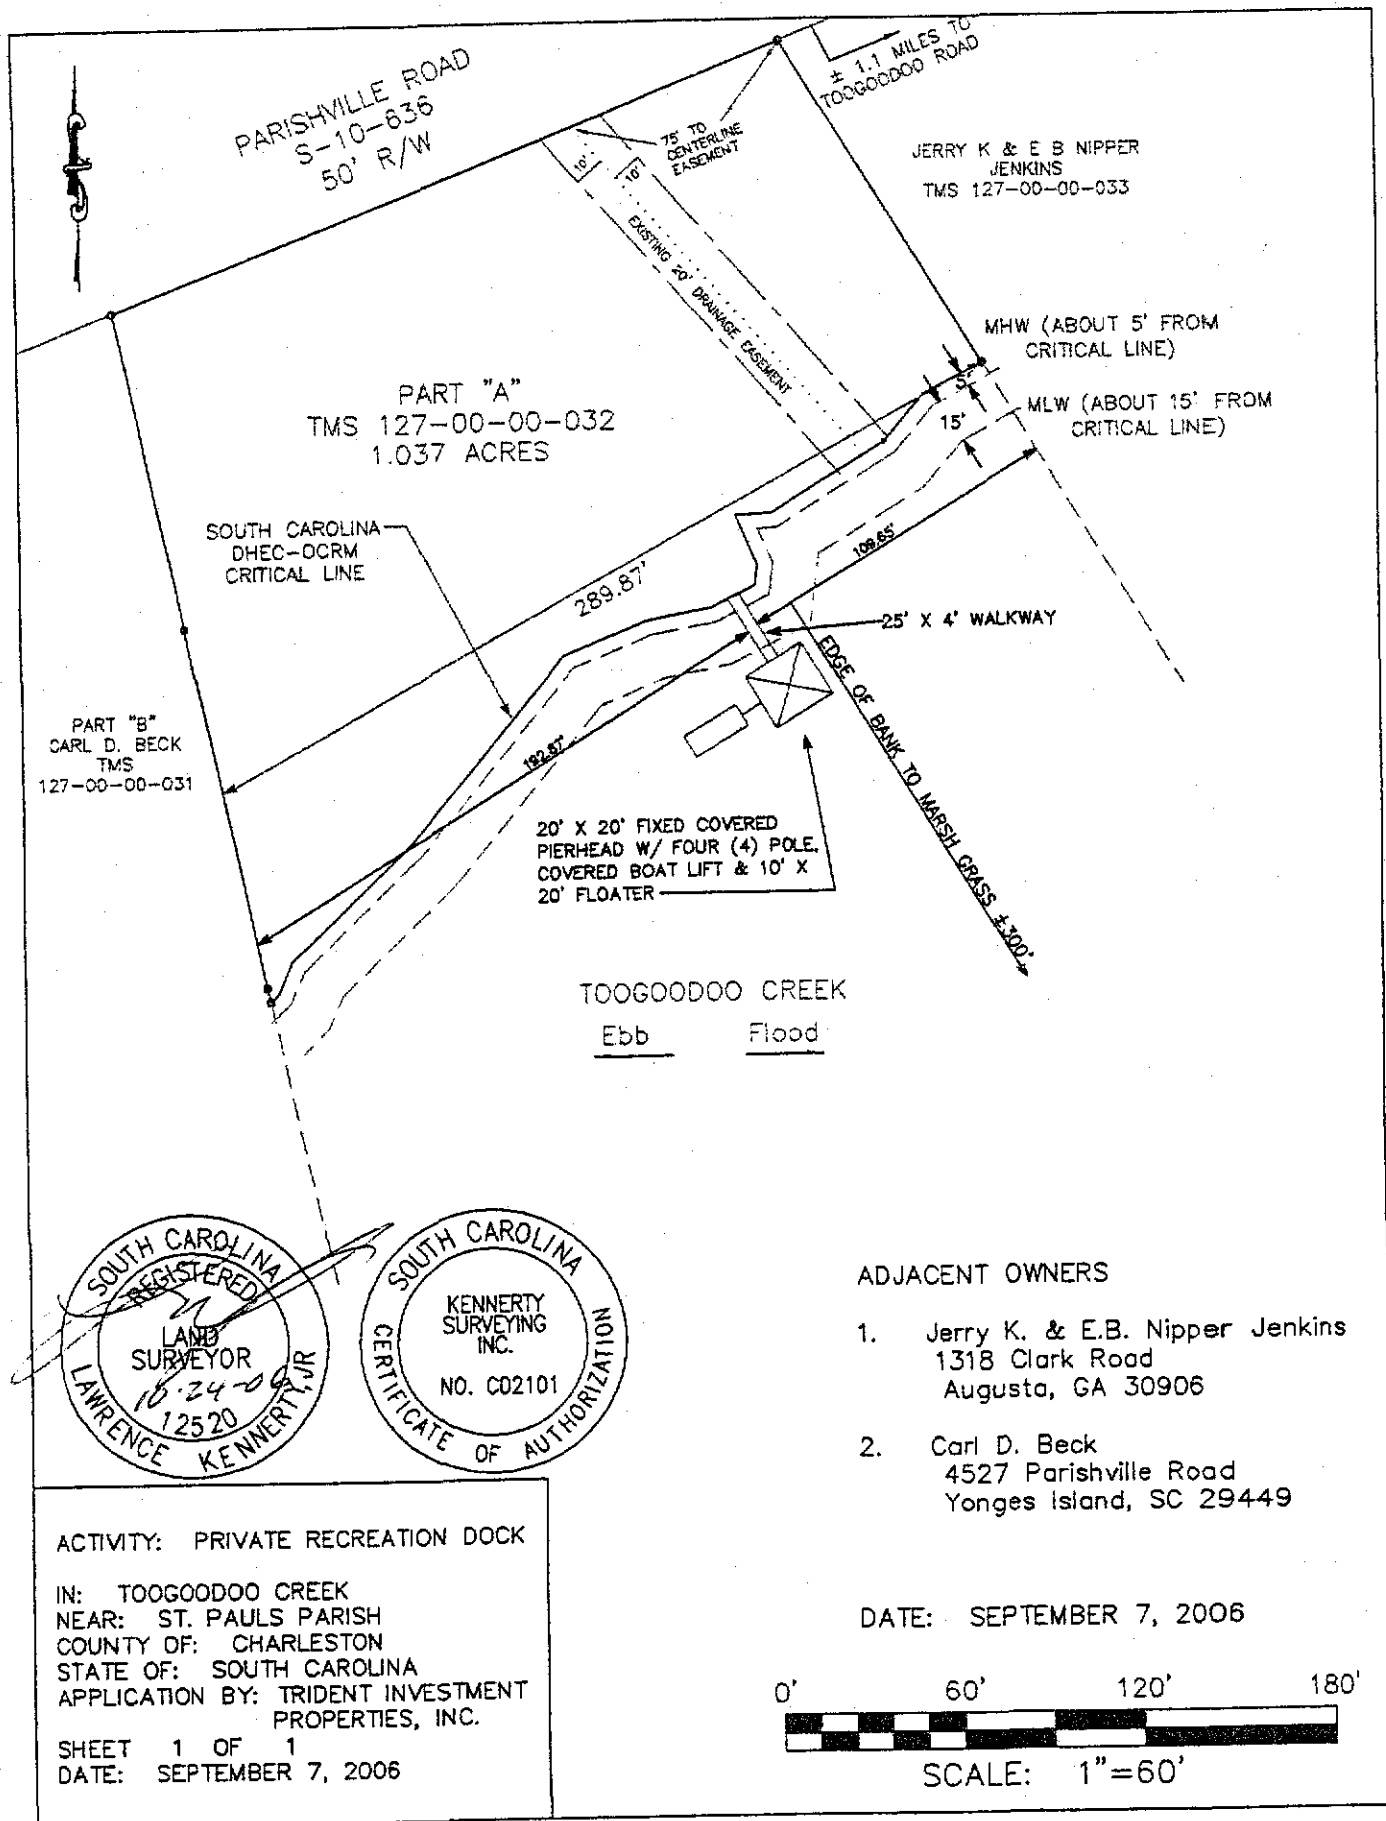 PARISHVILLE ROAD
S-10-636
50' R/W
± 1.1 MILES TO
TOOGOODOO ROAD
75' TO
CENTERLINE
EASEMENT
10'
10'
EXISTING 20' DRAINAGE EASEMENT
JERRY K & E B NIPPER
JENKINS
TMS 127-00-00-033
MHW (ABOUT 5' FROM
CRITICAL LINE)
5'
MLW (ABOUT 15' FROM
CRITICAL LINE)
15'
PART "A"
TMS 127-00-00-032
1.037 ACRES
SOUTH CAROLINA
DHEC-OCRM
CRITICAL LINE
289.87'
109.65'
25' X 4' WALKWAY
192.87'
EDGE OF BANK TO MARSH GRASS ±300'
PART "B"
CARL D. BECK
TMS
127-00-00-031
20' X 20' FIXED COVERED
PIERHEAD W/ FOUR (4) POLE,
COVERED BOAT LIFT & 10' X
20' FLOATER
TOOGOODOO CREEK
Ebb Flood
SOUTH CAROLINA
REGISTERED
LAND
SURVEYOR
10-24-06
12520
LAWRENCE KENNERTY, JR
SOUTH CAROLINA
KENNERTY
SURVEYING
INC.
NO. C02101
CERTIFICATE OF AUTHORIZATION
ADJACENT OWNERS
1. Jerry K. & E.B. Nipper Jenkins
1318 Clark Road
Augusta, GA 30906
2. Carl D. Beck
4527 Parishville Road
Yonges Island, SC 29449
ACTIVITY: PRIVATE RECREATION DOCK
IN: TOOGOODOO CREEK
NEAR: ST. PAULS PARISH
COUNTY OF: CHARLESTON
STATE OF: SOUTH CAROLINA
APPLICATION BY: TRIDENT INVESTMENT
PROPERTIES, INC.
SHEET 1 OF 1
DATE: SEPTEMBER 7, 2006
DATE: SEPTEMBER 7, 2006
0' 60' 120' 180'
SCALE: 1"=60'